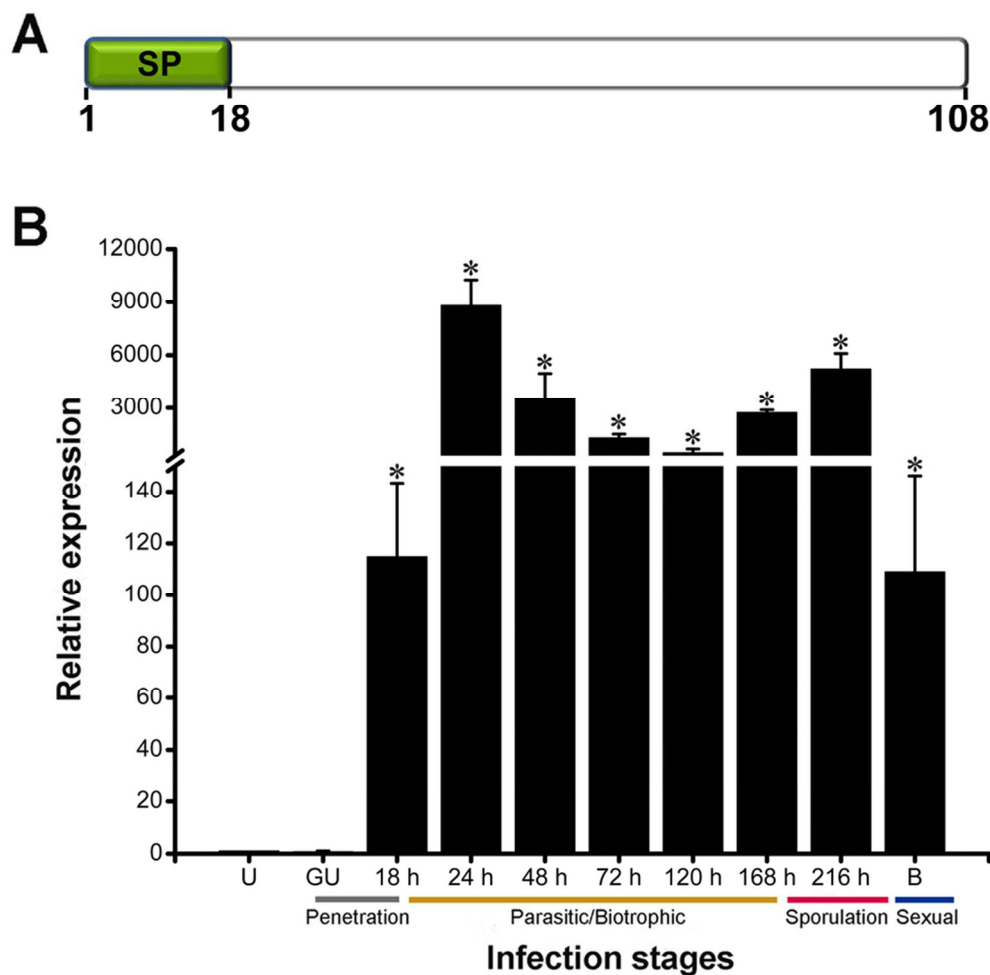 A
SP
1 18 108
B
Relative expression
12000
9000
6000
3000
140
120
100
80
60
40
20
0
* * * * * * * *
U GU 18 h 24 h 48 h 72 h 120 h 168 h 216 h B
Penetration Parasitic/Biotrophic Sporulation Sexual
Infection stages